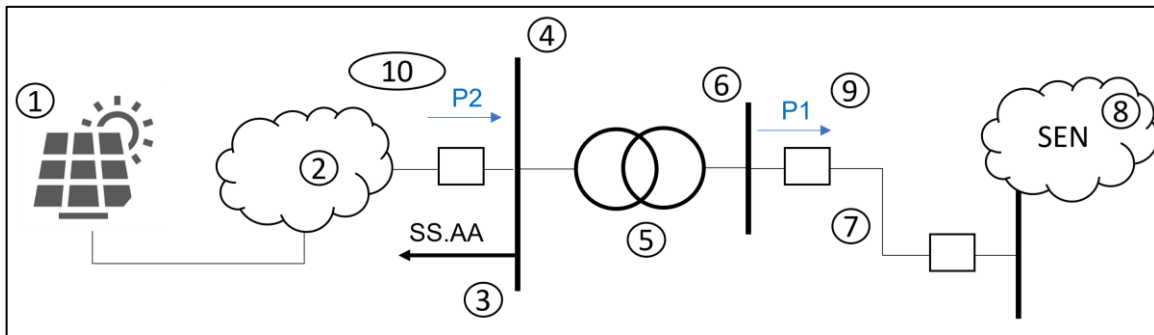 ①
②
③
④
⑤
⑥
⑦
⑧
⑨
10
P2
P1
SS.AA
SEN